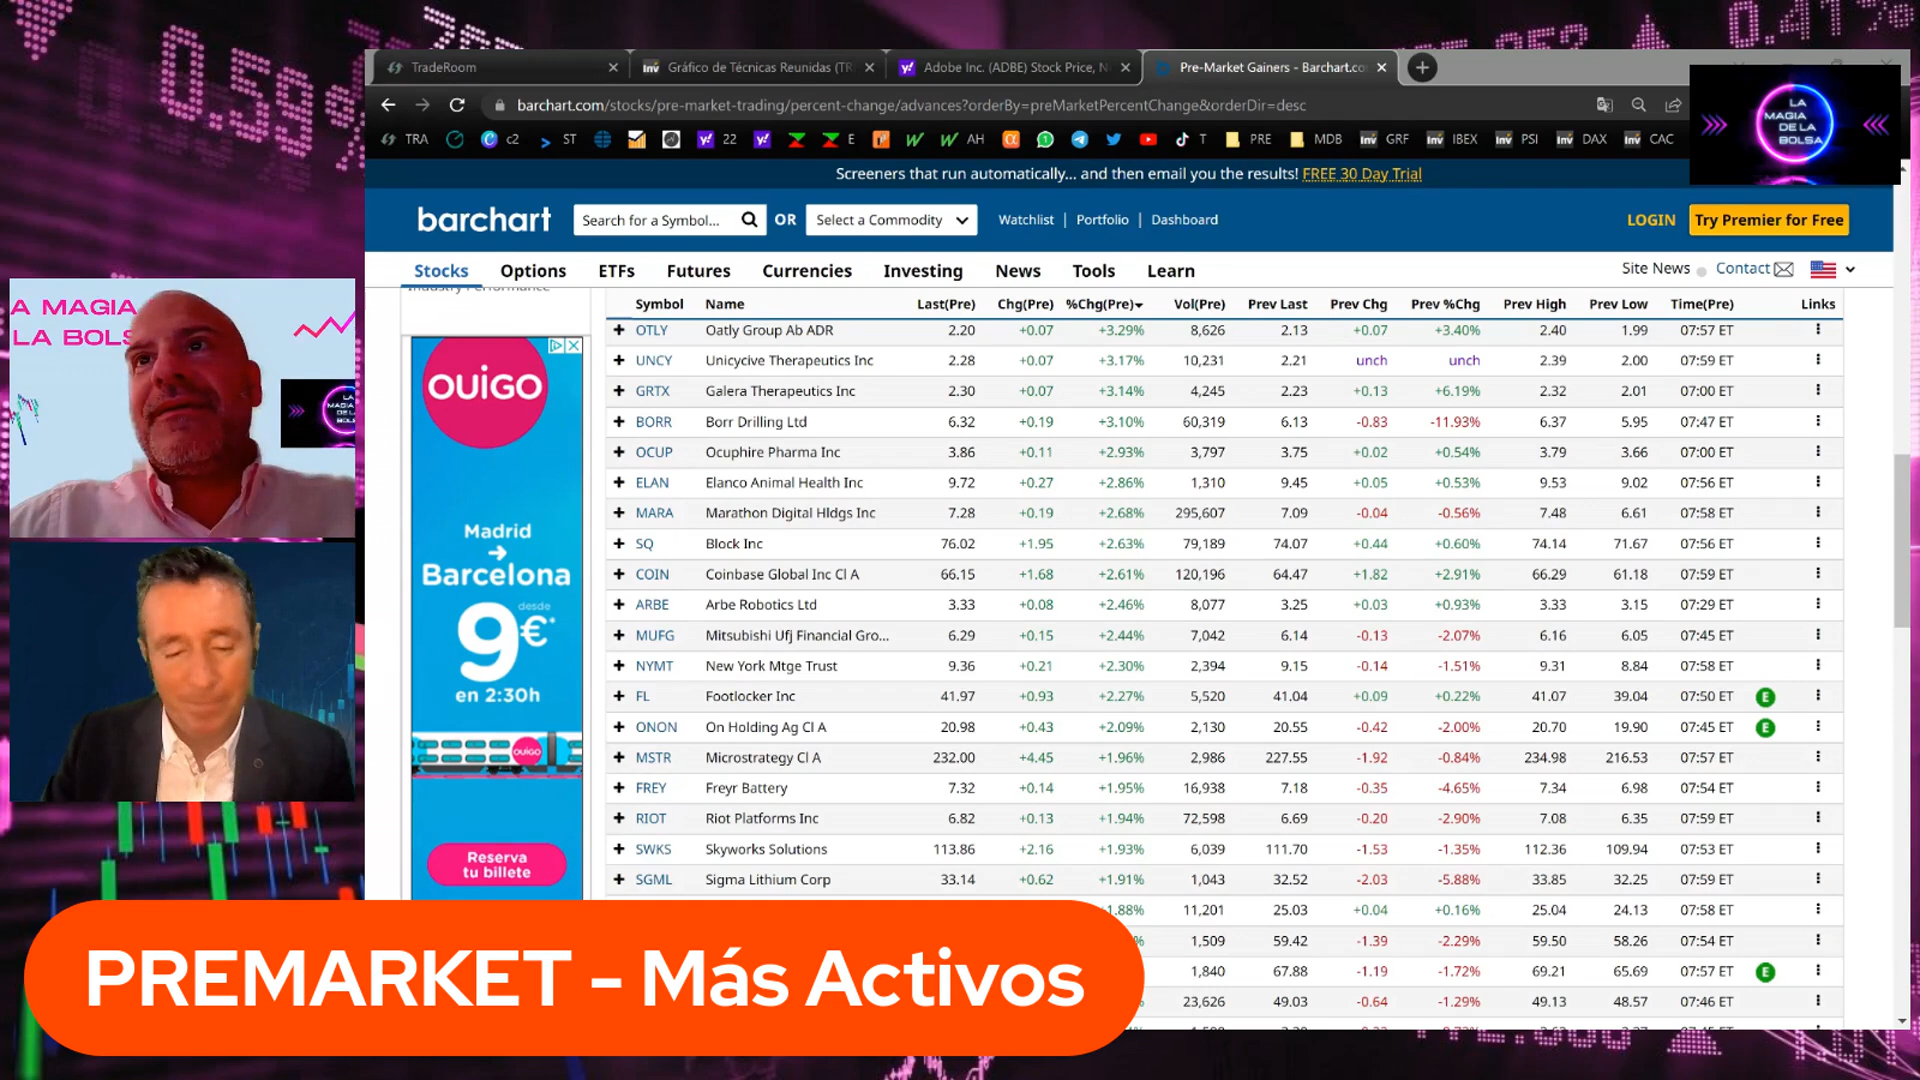 0.59%
0.41%
TradeRoom
Gráfico de Técnicas Reunidas (TR
Adobe Inc. (ADBE) Stock Price, N
Pre-Market Gainers - Barchart.co
barchart.com/stocks/pre-market-trading/percent-change/advances?orderBy=preMarketPercentChange&orderDir=desc
TRA c2 ST 22 E AH T PRE MDB GRF IBEX PSI DAX CAC
LA
MAGIA
DE LA
BOLSA
Screeners that run automatically... and then email you the results! FREE 30 Day Trial
barchart
Search for a Symbol...
OR
Select a Commodity
Watchlist | Portfolio | Dashboard
LOGIN
Try Premier for Free
Stocks Options ETFs Futures Currencies Investing News Tools Learn
Site News Contact
Industry Performance
Symbol Name Last(Pre) Chg(Pre) %Chg(Pre) Vol(Pre) Prev Last Prev Chg Prev %Chg Prev High Prev Low Time(Pre) Links
OTLY Oatly Group Ab ADR 2.20 +0.07 +3.29% 8,626 2.13 +0.07 +3.40% 2.40 1.99 07:57 ET
UNCY Unicycive Therapeutics Inc 2.28 +0.07 +3.17% 10,231 2.21 unch unch 2.39 2.00 07:59 ET
GRTX Galera Therapeutics Inc 2.30 +0.07 +3.14% 4,245 2.23 +0.13 +6.19% 2.32 2.01 07:00 ET
BORR Borr Drilling Ltd 6.32 +0.19 +3.10% 60,319 6.13 -0.83 -11.93% 6.37 5.95 07:47 ET
OCUP Ocuphire Pharma Inc 3.86 +0.11 +2.93% 3,797 3.75 +0.02 +0.54% 3.79 3.66 07:00 ET
ELAN Elanco Animal Health Inc 9.72 +0.27 +2.86% 1,310 9.45 +0.05 +0.53% 9.53 9.02 07:56 ET
MARA Marathon Digital Hldgs Inc 7.28 +0.19 +2.68% 295,607 7.09 -0.04 -0.56% 7.48 6.61 07:58 ET
SQ Block Inc 76.02 +1.95 +2.63% 79,189 74.07 +0.44 +0.60% 74.14 71.67 07:56 ET
COIN Coinbase Global Inc Cl A 66.15 +1.68 +2.61% 120,196 64.47 +1.82 +2.91% 66.29 61.18 07:59 ET
ARBE Arbe Robotics Ltd 3.33 +0.08 +2.46% 8,077 3.25 +0.03 +0.93% 3.33 3.15 07:29 ET
MUFG Mitsubishi Ufj Financial Gro... 6.29 +0.15 +2.44% 7,042 6.14 -0.13 -2.07% 6.16 6.05 07:45 ET
NYMT New York Mtge Trust 9.36 +0.21 +2.30% 2,394 9.15 -0.14 -1.51% 9.31 8.84 07:58 ET
FL Footlocker Inc 41.97 +0.93 +2.27% 5,520 41.04 +0.09 +0.22% 41.07 39.04 07:50 ET E
ONON On Holding Ag Cl A 20.98 +0.43 +2.09% 2,130 20.55 -0.42 -2.00% 20.70 19.90 07:45 ET E
MSTR Microstrategy Cl A 232.00 +4.45 +1.96% 2,986 227.55 -1.92 -0.84% 234.98 216.53 07:57 ET
FREY Freyr Battery 7.32 +0.14 +1.95% 16,938 7.18 -0.35 -4.65% 7.34 6.98 07:54 ET
RIOT Riot Platforms Inc 6.82 +0.13 +1.94% 72,598 6.69 -0.20 -2.90% 7.08 6.35 07:59 ET
SWKS Skyworks Solutions 113.86 +2.16 +1.93% 6,039 111.70 -1.53 -1.35% 112.36 109.94 07:53 ET
SGML Sigma Lithium Corp 33.14 +0.62 +1.91% 1,043 32.52 -2.03 -5.88% 33.85 32.25 07:59 ET
1.88% 11,201 25.03 +0.04 +0.16% 25.04 24.13 07:58 ET
% 1,509 59.42 -1.39 -2.29% 59.50 58.26 07:54 ET
1,840 67.88 -1.19 -1.72% 69.21 65.69 07:57 ET E
23,626 49.03 -0.64 -1.29% 49.13 48.57 07:46 ET
OUIGO
Madrid
Barcelona
desde
9€*
en 2:30h
ouigo
Reserva
tu billete
A MAGIA
LA BOLS
PREMARKET - Más Activos